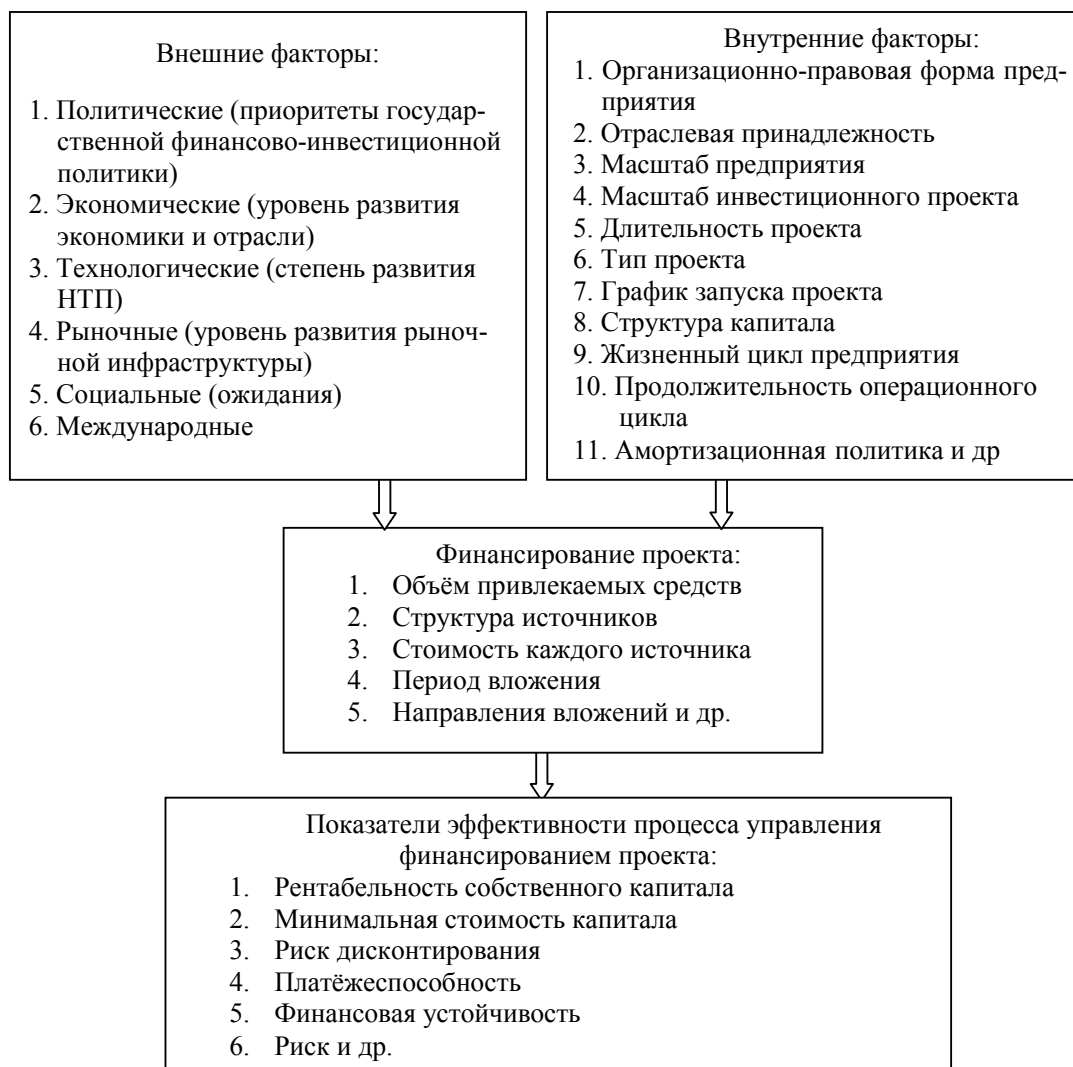 Внешние факторы:
1. Политические (приоритеты государ-
ственной финансово-инвестиционной
политики)
2. Экономические (уровень развития
экономики и отрасли)
3. Технологические (степень развития
НТП)
4. Рыночные (уровень развития рыноч-
ной инфраструктуры)
5. Социальные (ожидания)
6. Международные
Внутренние факторы:
1. Организационно-правовая форма пред-
приятия
2. Отраслевая принадлежность
3. Масштаб предприятия
4. Масштаб инвестиционного проекта
5. Длительность проекта
6. Тип проекта
7. График запуска проекта
8. Структура капитала
9. Жизненный цикл предприятия
10. Продолжительность операционного
цикла
11. Амортизационная политика и др
Финансирование проекта:
1. Объём привлекаемых средств
2. Структура источников
3. Стоимость каждого источника
4. Период вложения
5. Направления вложений и др.
Показатели эффективности процесса управления
финансированием проекта:
1. Рентабельность собственного капитала
2. Минимальная стоимость капитала
3. Риск дисконтирования
4. Платёжеспособность
5. Финансовая устойчивость
6. Риск и др.